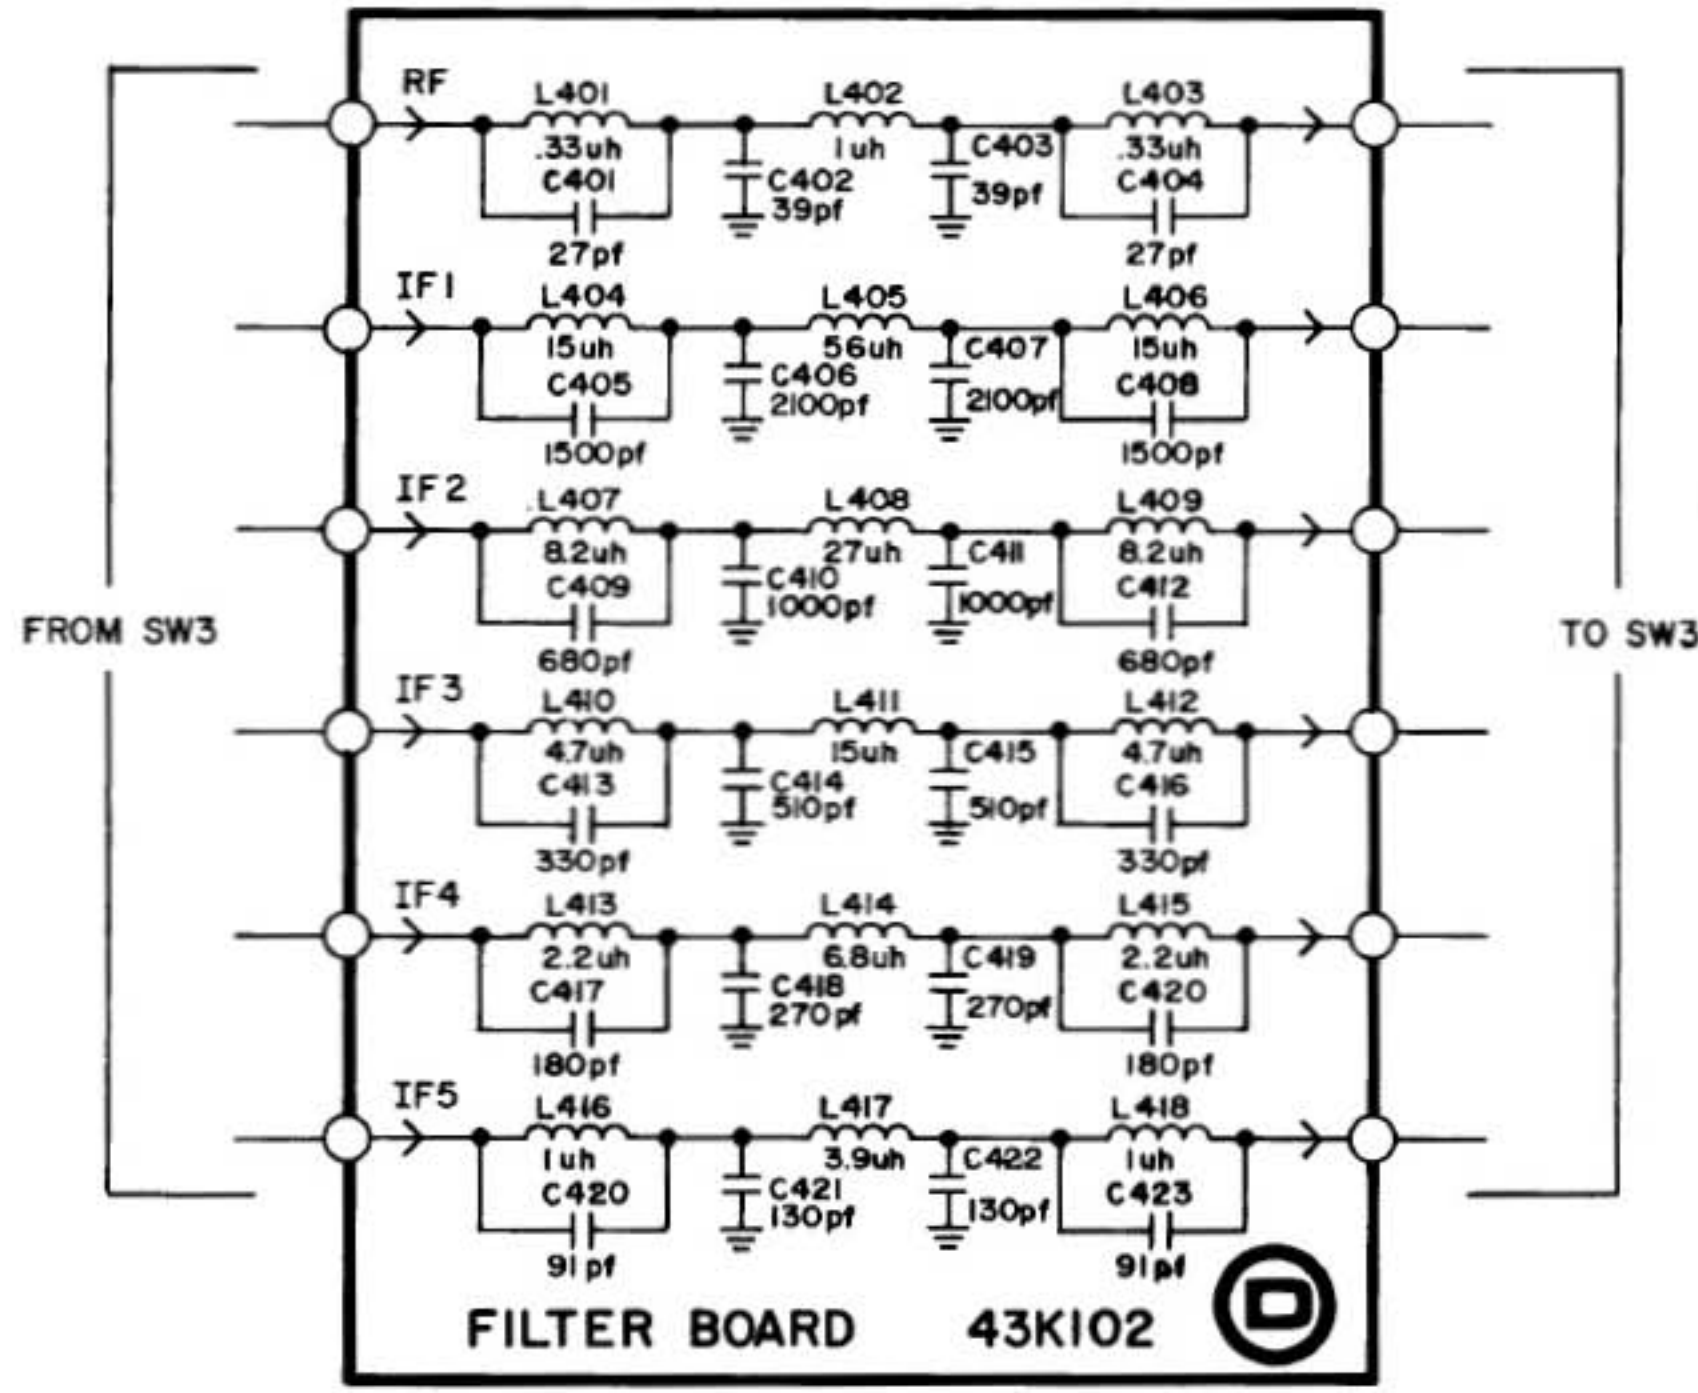 RF
L401 L402 L403
.33uh 1uh C403 .33uh
C401 C402 39pf C404
39pf
27pf 27pf
IF1
L404 L405 L406
15uh 56uh C407 15uh
C405 C406 2100pf C408
2100pf
1500pf 1500pf
IF2
L407 L408 L409
8.2uh 27uh C411 8.2uh
C409 C410 1000pf C412
1000pf
FROM SW3 TO SW3
680pf 680pf
IF3
L410 L411 L412
4.7uh 15uh C415 4.7uh
C413 C414 510pf C416
510pf
330pf 330pf
IF4
L413 L414 L415
2.2uh 6.8uh C419 2.2uh
C417 C418 270pf C420
270pf
180pf 180pf
IF5
L416 L417 L418
1uh 3.9uh C422 1uh
C420 C421 130pf C423
130pf
91pf 91pf
FILTER BOARD 43K102 D